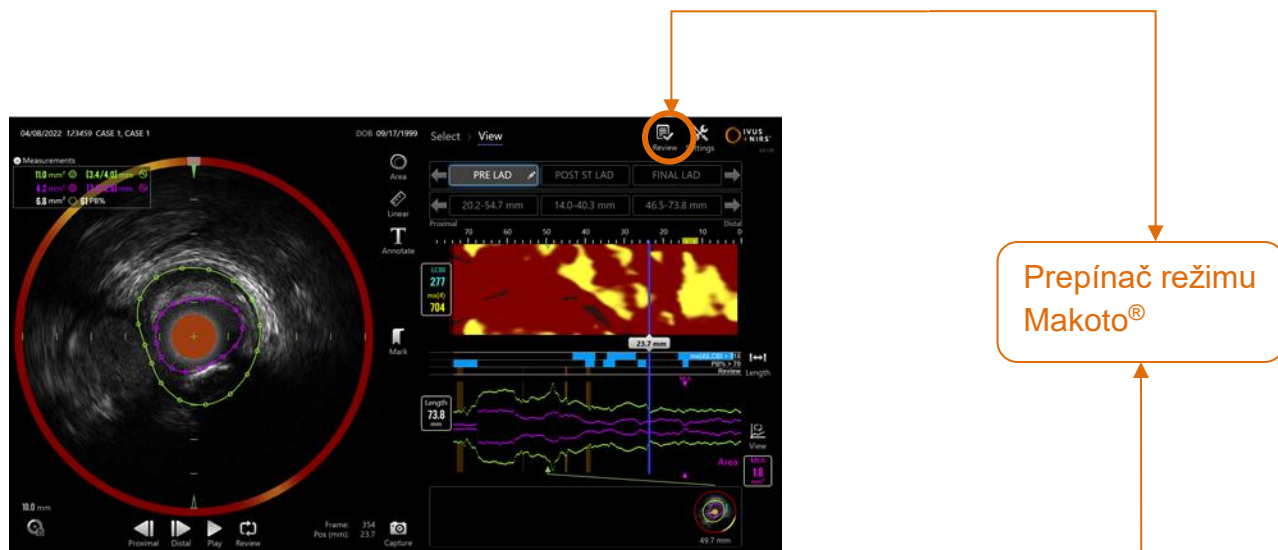 04/08/2022 123459 CASE 1, CASE 1
DOB 09/17/1999
Select > View
Review
Settings
IVUS +NIRS
Measurements
11.0 mm² [3.4/4.0] mm
4.2 mm²
6.8 mm² 61 PB%
Area
Linear
Annotate
Mark
PRE LAD
POST ST LAD
FINAL LAD
20.2-54.7 mm
14.0-40.3 mm
46.5-73.8 mm
Proximal
Distal
70 60 50 40 30 20 10 0
LCBI
277
mx(4)
704
23.7 mm
PB% > 70
Review
Length
Length
73.8
mm
View
Area
MLA
1.8
mm²
10.0 mm
Proximal
Distal
Play
Review
Frame: 354
Pos (mm): 23.7
Capture
49.7 mm
Prepínač režimu
Makoto®